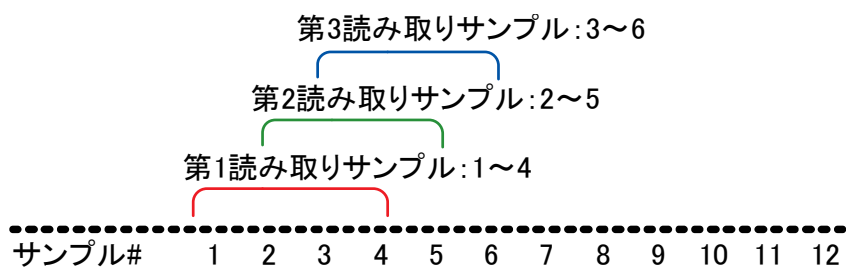 第3読み取りサンプル:3～6
第2読み取りサンプル:2～5
第1読み取りサンプル:1～4
サンプル# 1 2 3 4 5 6 7 8 9 10 11 12